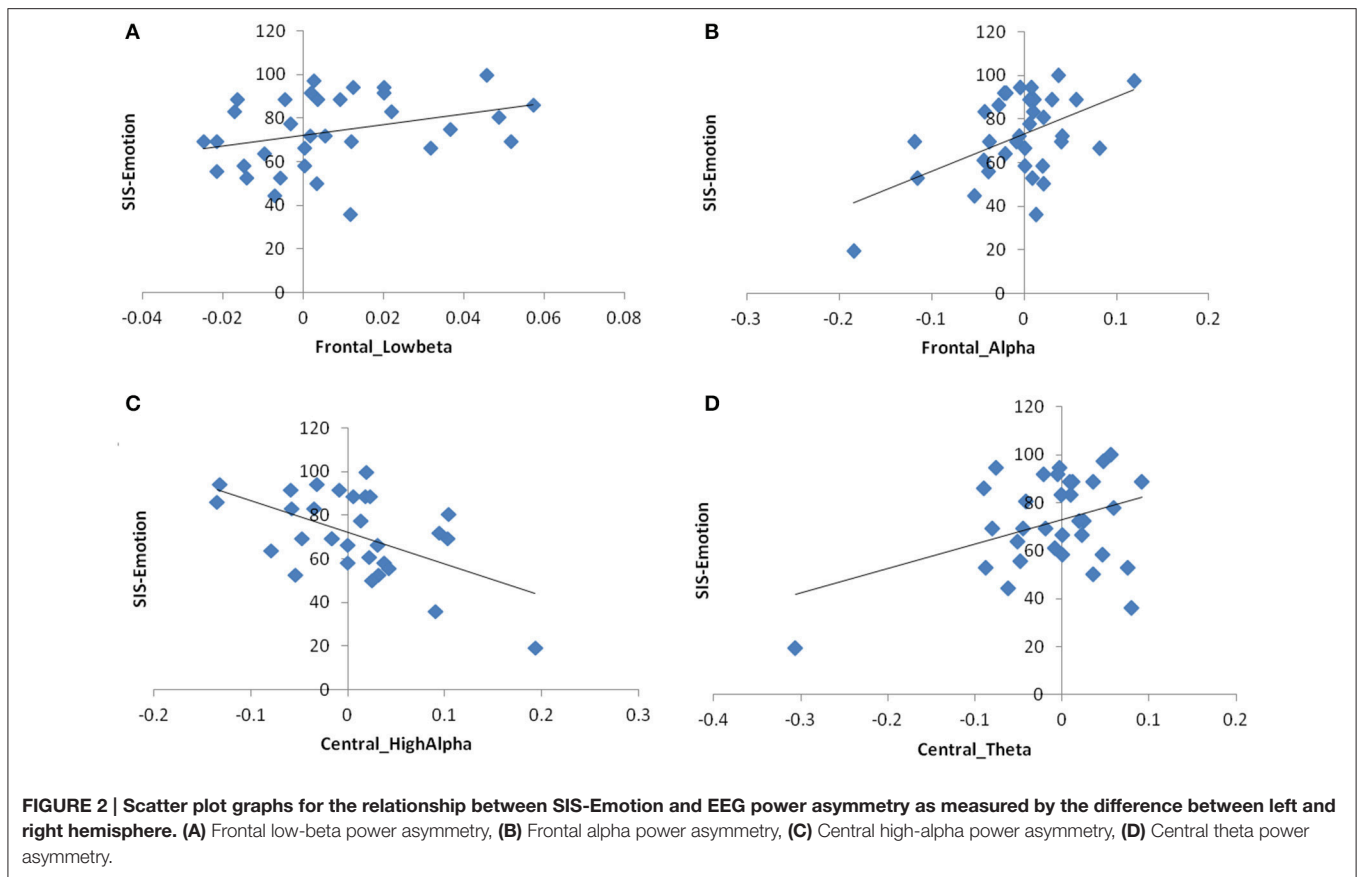 A
120
100
80
60
40
20
0
SIS-Emotion
-0.04 -0.02 0 0.02 0.04 0.06 0.08
Frontal_Lowbeta
B
120
100
80
60
40
20
0
SIS-Emotion
-0.3 -0.2 -0.1 0 0.1 0.2
Frontal_Alpha
C
120
100
80
60
40
20
0
SIS-Emotion
-0.2 -0.1 0 0.1 0.2 0.3
Central_HighAlpha
D
120
100
80
60
40
20
0
SIS-Emotion
-0.4 -0.3 -0.2 -0.1 0 0.1 0.2
Central_Theta
FIGURE 2 | Scatter plot graphs for the relationship between SIS-Emotion and EEG power asymmetry as measured by the difference between left and
right hemisphere. (A) Frontal low-beta power asymmetry, (B) Frontal alpha power asymmetry, (C) Central high-alpha power asymmetry, (D) Central theta power
asymmetry.